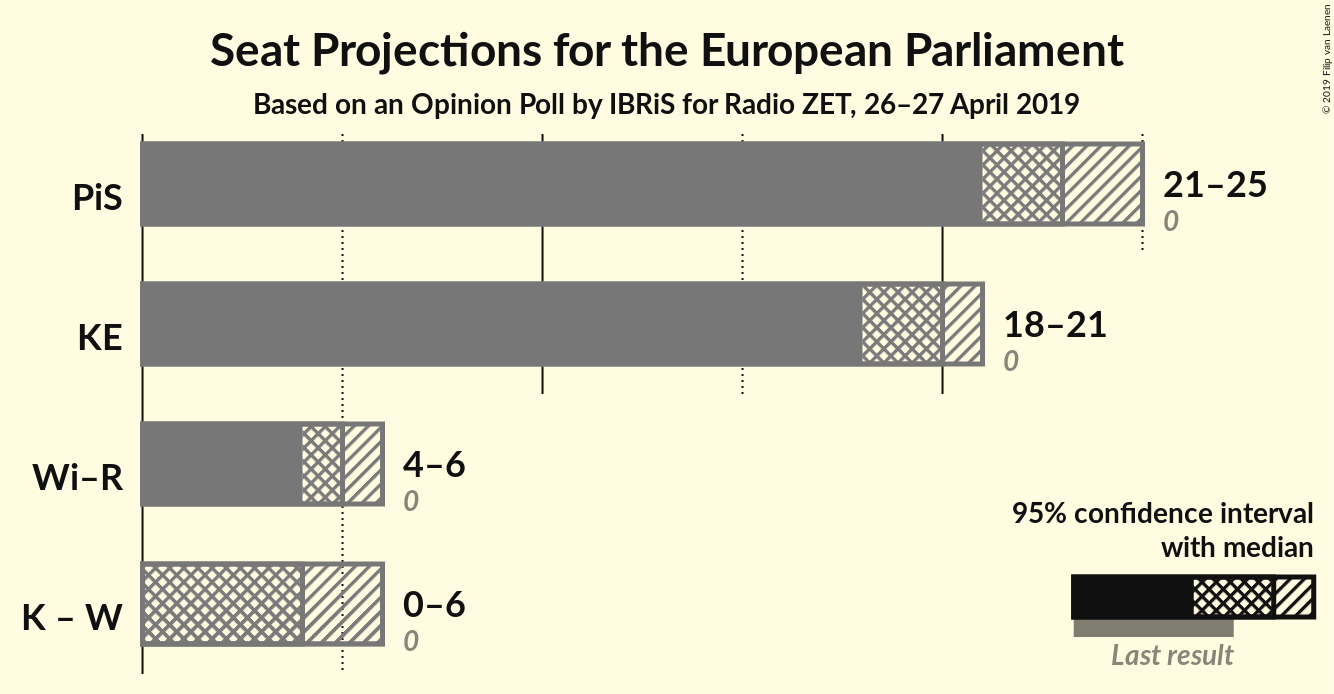 Seat Projections for the European Parliament
Based on an Opinion Poll by IBRiS for Radio ZET, 26–27 April 2019
© 2019 Filip van Laenen
PiS
21–25
0
KE
18–21
0
Wi–R
4–6
0
K – W
0–6
0
95% confidence interval
with median
Last result